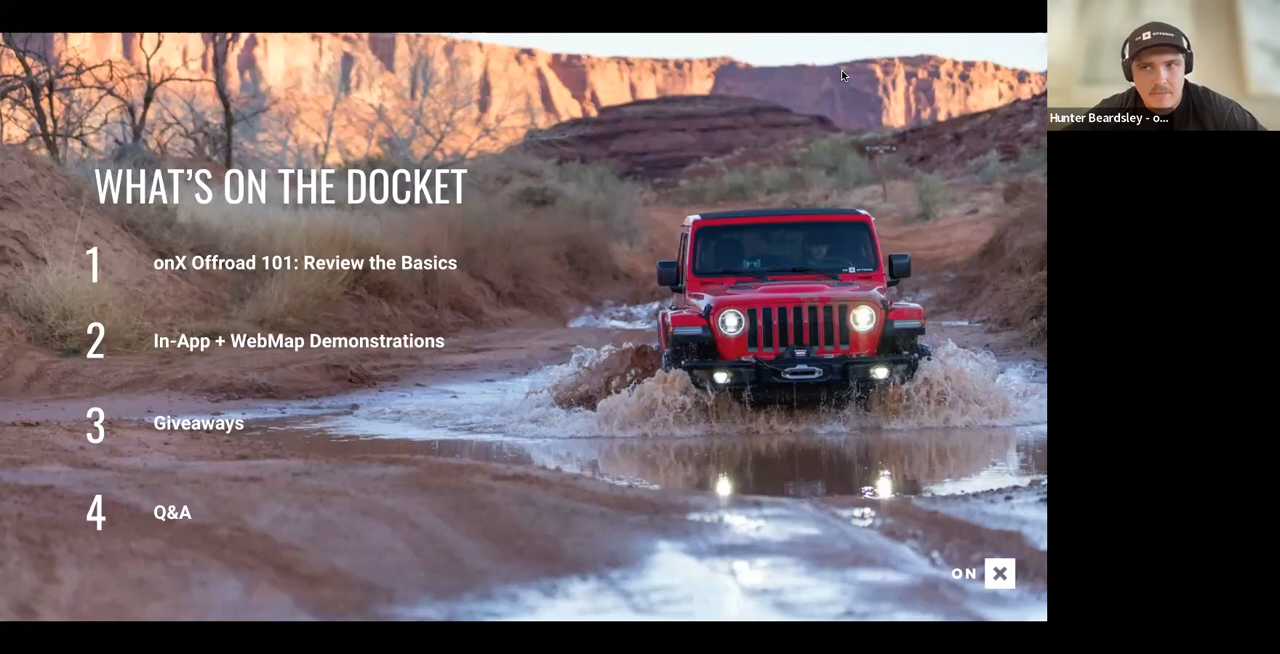 WHAT'S ON THE DOCKET
1
onX Offroad 101: Review the Basics
2
In-App + WebMap Demonstrations
3
Giveaways
4
Q&A
ON X
Hunter Beardsley - o...